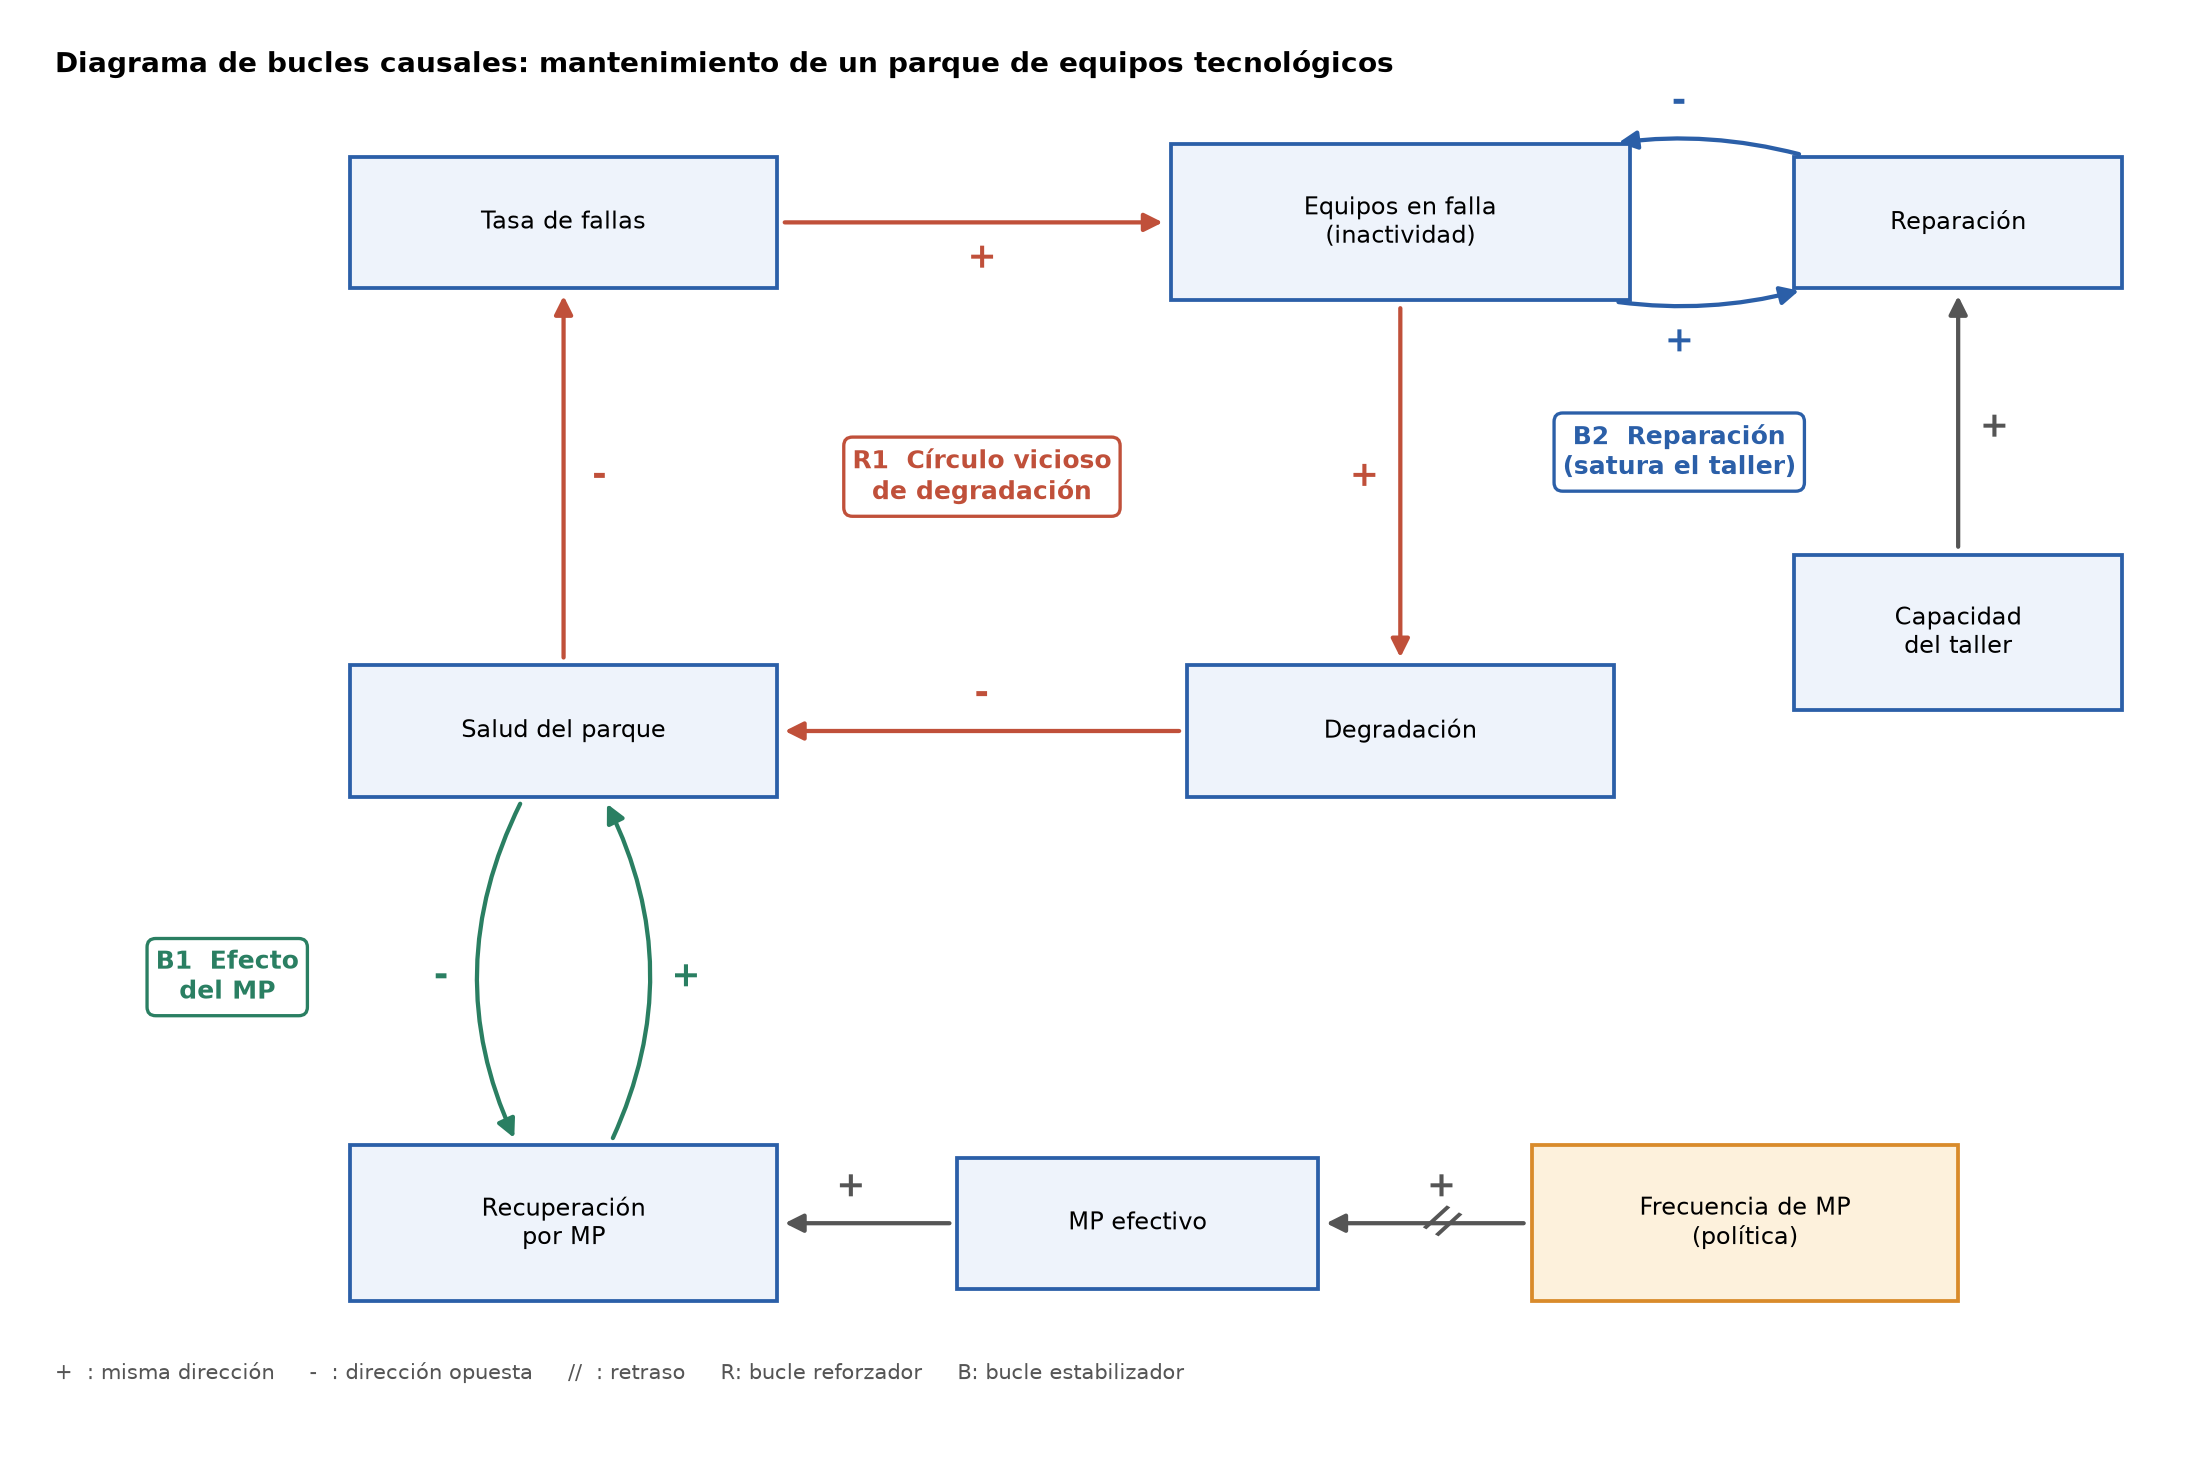 Diagrama de bucles causales: mantenimiento de un parque de equipos tecnológicos
-
Tasa de fallas
Equipos en falla
(inactividad)
Reparación
+
+
R1  Círculo vicioso
de degradación
B2  Reparación
(satura el taller)
+
-
+
Capacidad
del taller
-
Salud del parque
Degradación
B1  Efecto
del MP
-
+
+
+
Recuperación
por MP
MP efectivo
//
Frecuencia de MP
(política)
+  : misma dirección     -  : dirección opuesta     //  : retraso     R: bucle reforzador     B: bucle estabilizador